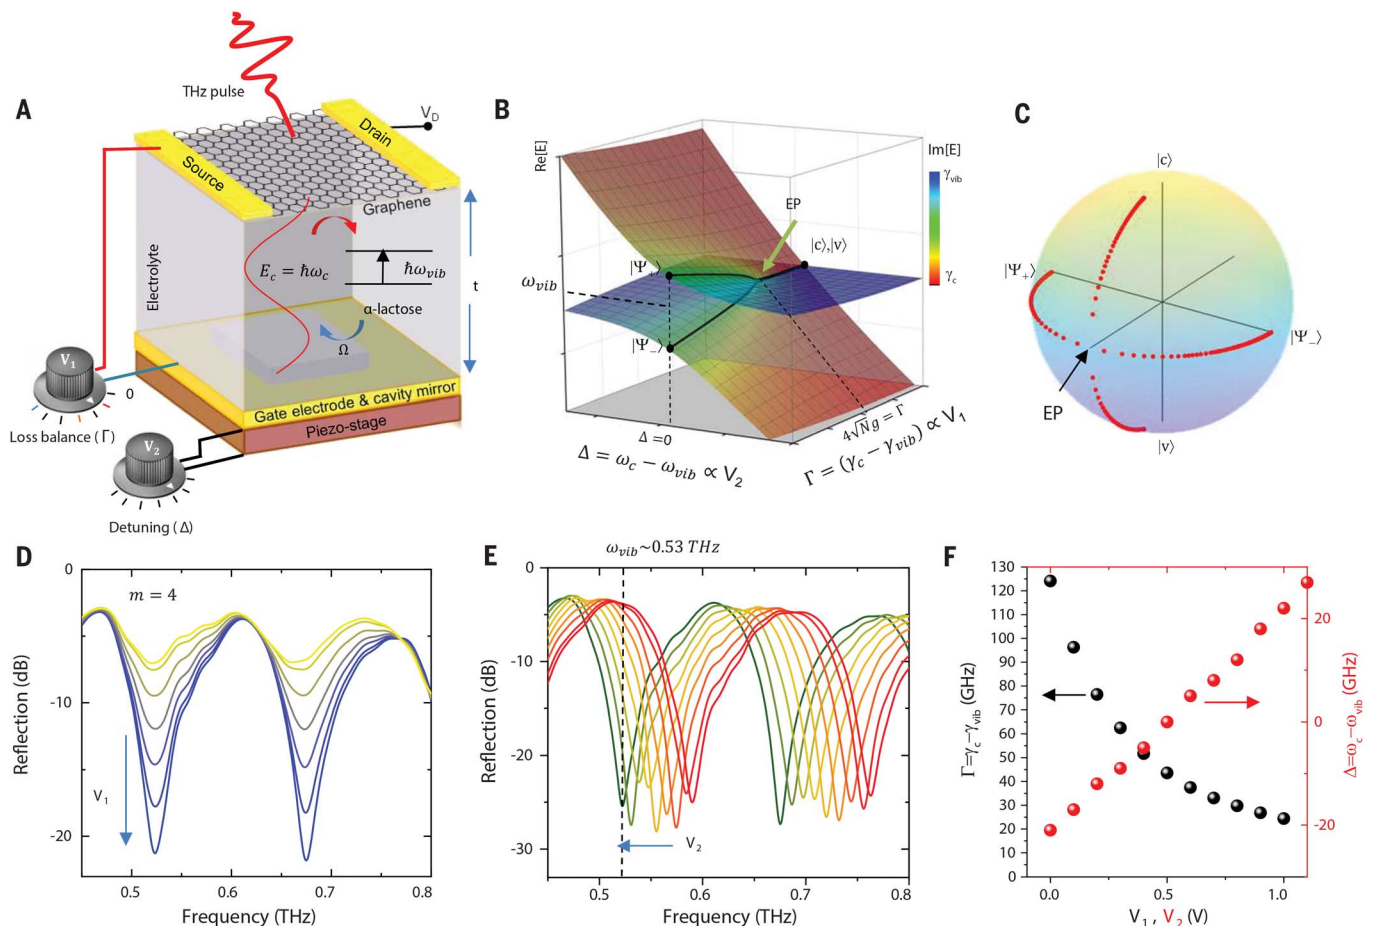 A
THz pulse
V_D
Drain
Source
Graphene
Electrolyte
E_c = ħω_c
ħω_vib
t
α-lactose
Ω
V_1
0
Gate electrode & cavity mirror
Loss balance (Γ)
Piezo-stage
V_2
Detuning (Δ)
B
Re[E]
Im[E]
γ_vib
γ_c
EP
|c⟩,|v⟩
|Ψ_+⟩
ω_vib
|Ψ_−⟩
Δ =0
4√N g = Γ
Δ = ω_c − ω_vib ∝ V_2
Γ = (γ_c − γ_vib) ∝ V_1
C
|c⟩
|Ψ_+⟩
|Ψ_−⟩
EP
|v⟩
D
m = 4
0
-10
-20
Reflection (dB)
V_1
0.5 0.6 0.7 0.8
Frequency (THz)
E
ω_vib~0.53 THz
0
-10
-20
-30
Reflection (dB)
V_2
0.5 0.6 0.7 0.8
Frequency (THz)
F
130
120
110
100
90
80
70
60
50
40
30
20
10
0
Γ=γ_c−γ_vib (GHz)
20
0
-20
Δ=ω_c−ω_vib (GHz)
0.0 0.5 1.0
V_1 , V_2 (V)